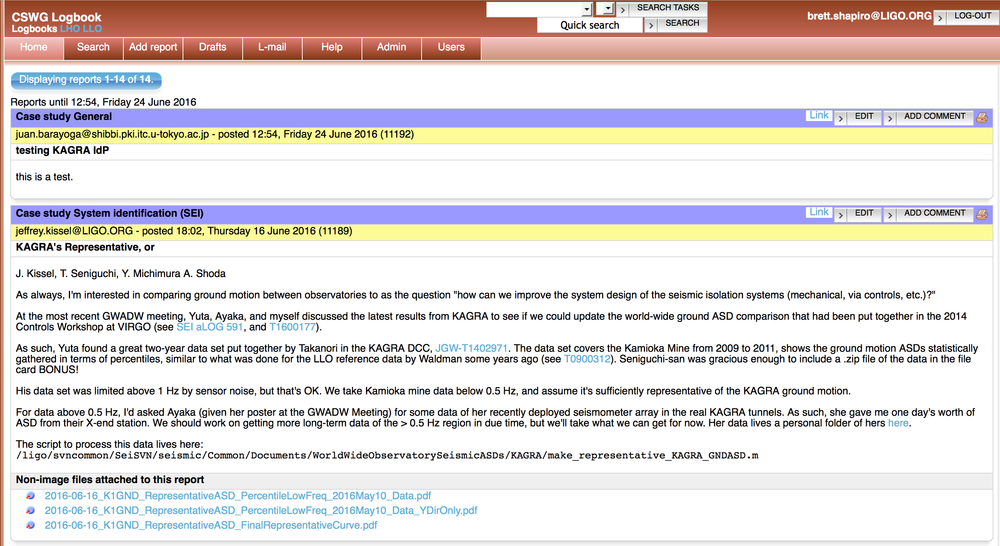 CSWG Logbook
Logbooks LHO LLO
SEARCH TASKS
Quick search
SEARCH
brett.shapiro@LIGO.ORG
LOG-OUT
Home Search Add report Drafts L-mail Help Admin Users
Displaying reports 1-14 of 14.
Reports until 12:54, Friday 24 June 2016
Case study General
Link EDIT ADD COMMENT
juan.barayoga@shibbi.pki.itc.u-tokyo.ac.jp - posted 12:54, Friday 24 June 2016 (11192)
testing KAGRA IdP
this is a test.
Case study System identification (SEI)
Link EDIT ADD COMMENT
jeffrey.kissel@LIGO.ORG - posted 18:02, Thursday 16 June 2016 (11189)
KAGRA's Representative, or
J. Kissel, T. Seniguchi, Y. Michimura A. Shoda
As always, I'm interested in comparing ground motion between observatories to as the question "how can we improve the system design of the seismic isolation systems (mechanical, via controls, etc.)?"
At the most recent GWADW meeting, Yuta, Ayaka, and myself discussed the latest results from KAGRA to see if we could update the world-wide ground ASD comparison that had been put together in the 2014
Controls Workshop at VIRGO (see SEI aLOG 591, and T1600177).
As such, Yuta found a great two-year data set put together by Takanori in the KAGRA DCC, JGW-T1402971. The data set covers the Kamioka Mine from 2009 to 2011, shows the ground motion ASDs statistically
gathered in terms of percentiles, similar to what was done for the LLO reference data by Waldman some years ago (see T0900312). Seniguchi-san was gracious enough to include a .zip file of the data in the file
card BONUS!
His data set was limited above 1 Hz by sensor noise, but that's OK. We take Kamioka mine data below 0.5 Hz, and assume it's sufficiently representative of the KAGRA ground motion.
For data above 0.5 Hz, I'd asked Ayaka (given her poster at the GWADW Meeting) for some data of her recently deployed seismometer array in the real KAGRA tunnels. As such, she gave me one day's worth of
ASD from their X-end station. We should work on getting more long-term data of the > 0.5 Hz region in due time, but we'll take what we can get for now. Her data lives a personal folder of hers here.
The script to process this data lives here:
/ligo/svncommon/SeiSVN/seismic/Common/Documents/WorldWideObservatorySeismicASDs/KAGRA/make_representative_KAGRA_GNDASD.m
Non-image files attached to this report
2016-06-16_K1GND_RepresentativeASD_PercentileLowFreq_2016May10_Data.pdf
2016-06-16_K1GND_RepresentativeASD_PercentileLowFreq_2016May10_Data_YDirOnly.pdf
2016-06-16_K1GND_RepresentativeASD_FinalRepresentativeCurve.pdf